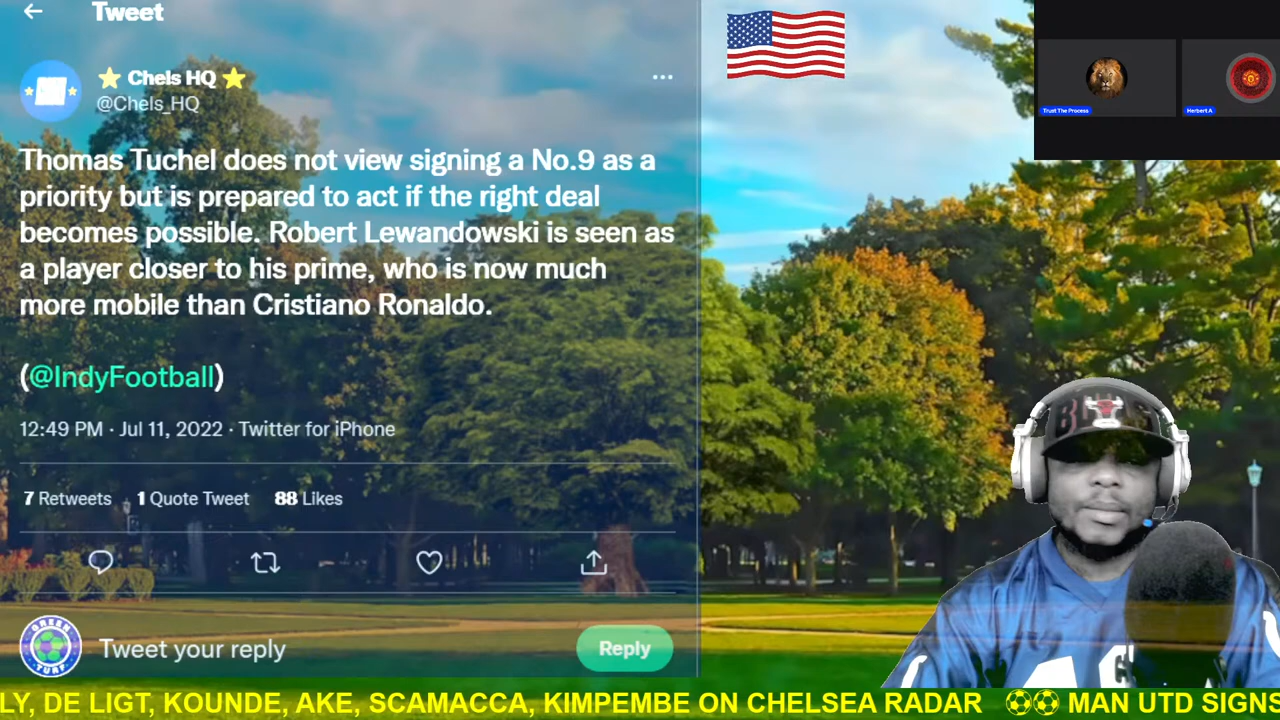 Tweet
Chels HQ
@Chels_HQ
Thomas Tuchel does not view signing a No.9 as a
priority but is prepared to act if the right deal
becomes possible. Robert Lewandowski is seen as
a player closer to his prime, who is now much
more mobile than Cristiano Ronaldo.
(@IndyFootball)
12:49 PM · Jul 11, 2022 · Twitter for iPhone
7 Retweets 1 Quote Tweet 88 Likes
GREEN
TURF
Tweet your reply
Reply
Trust The Process
Herbert A
BULLS
LY, DE LIGT, KOUNDE, AKE, SCAMACCA, KIMPEMBE ON CHELSEA RADAR ⚽⚽ MAN UTD SIGNS